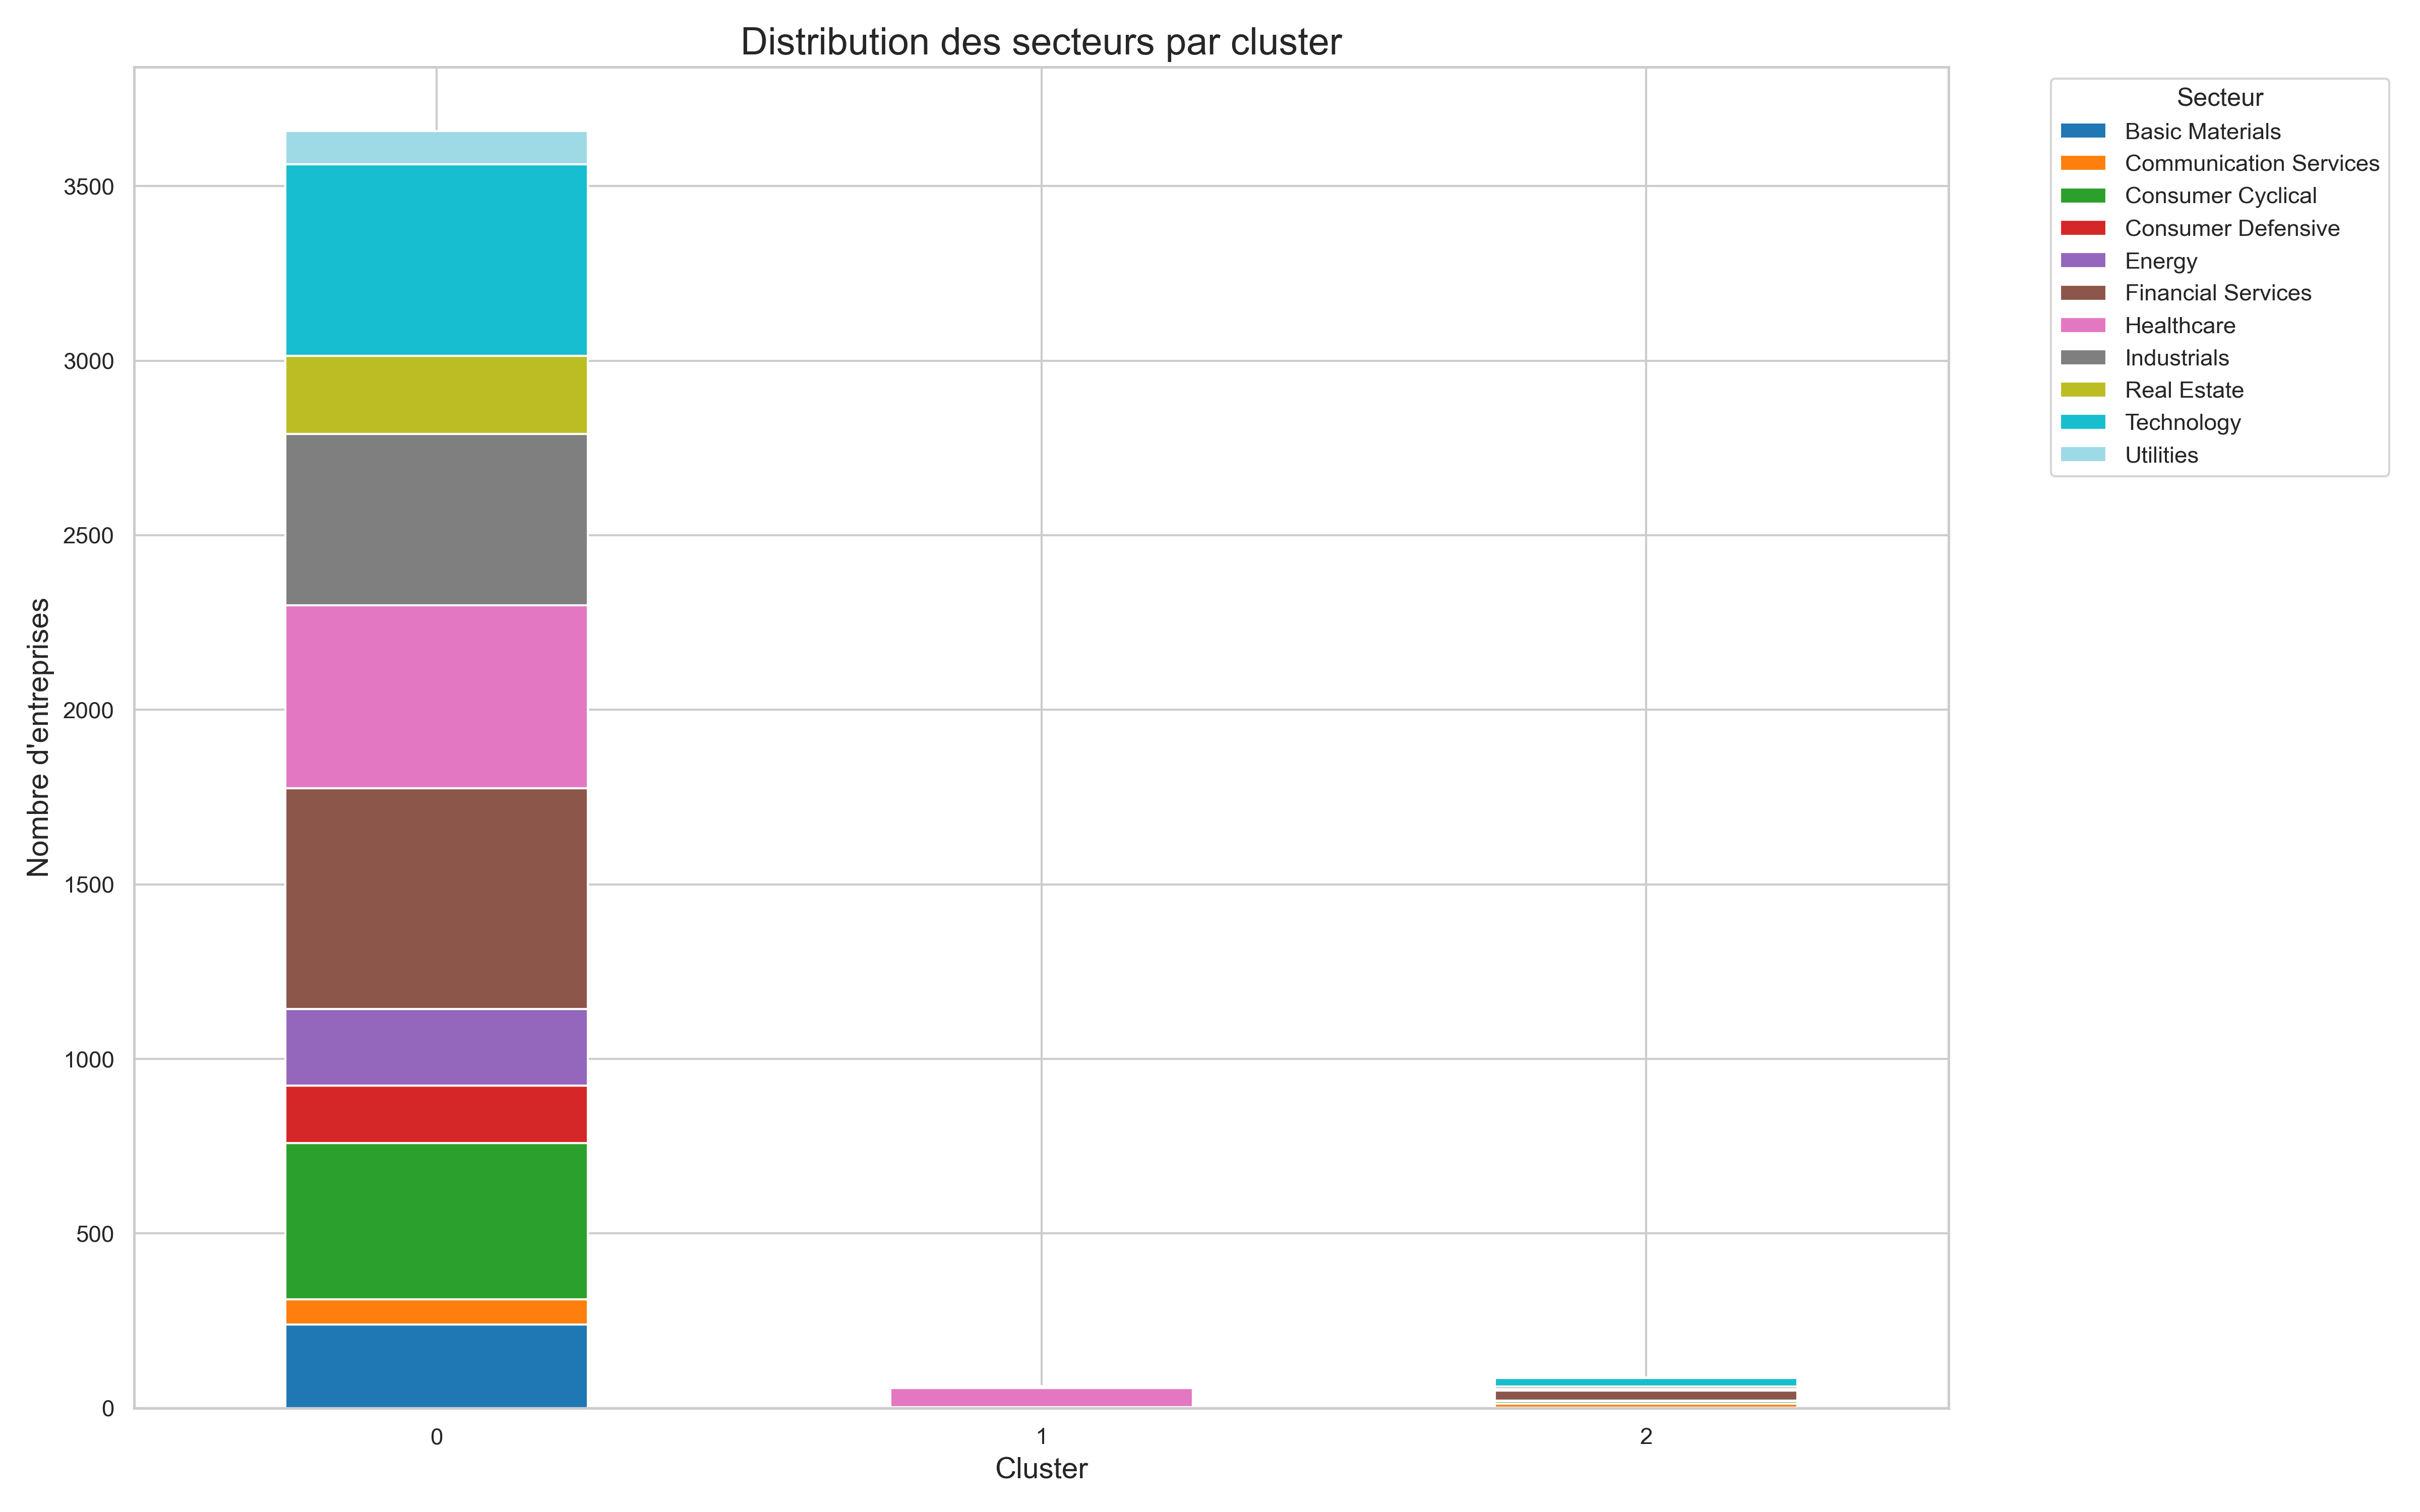 Distribution des secteurs par cluster
Nombre d'entreprises
3500
3000
2500
2000
1500
1000
500
0
0
1
2
Cluster
Secteur
Basic Materials
Communication Services
Consumer Cyclical
Consumer Defensive
Energy
Financial Services
Healthcare
Industrials
Real Estate
Technology
Utilities